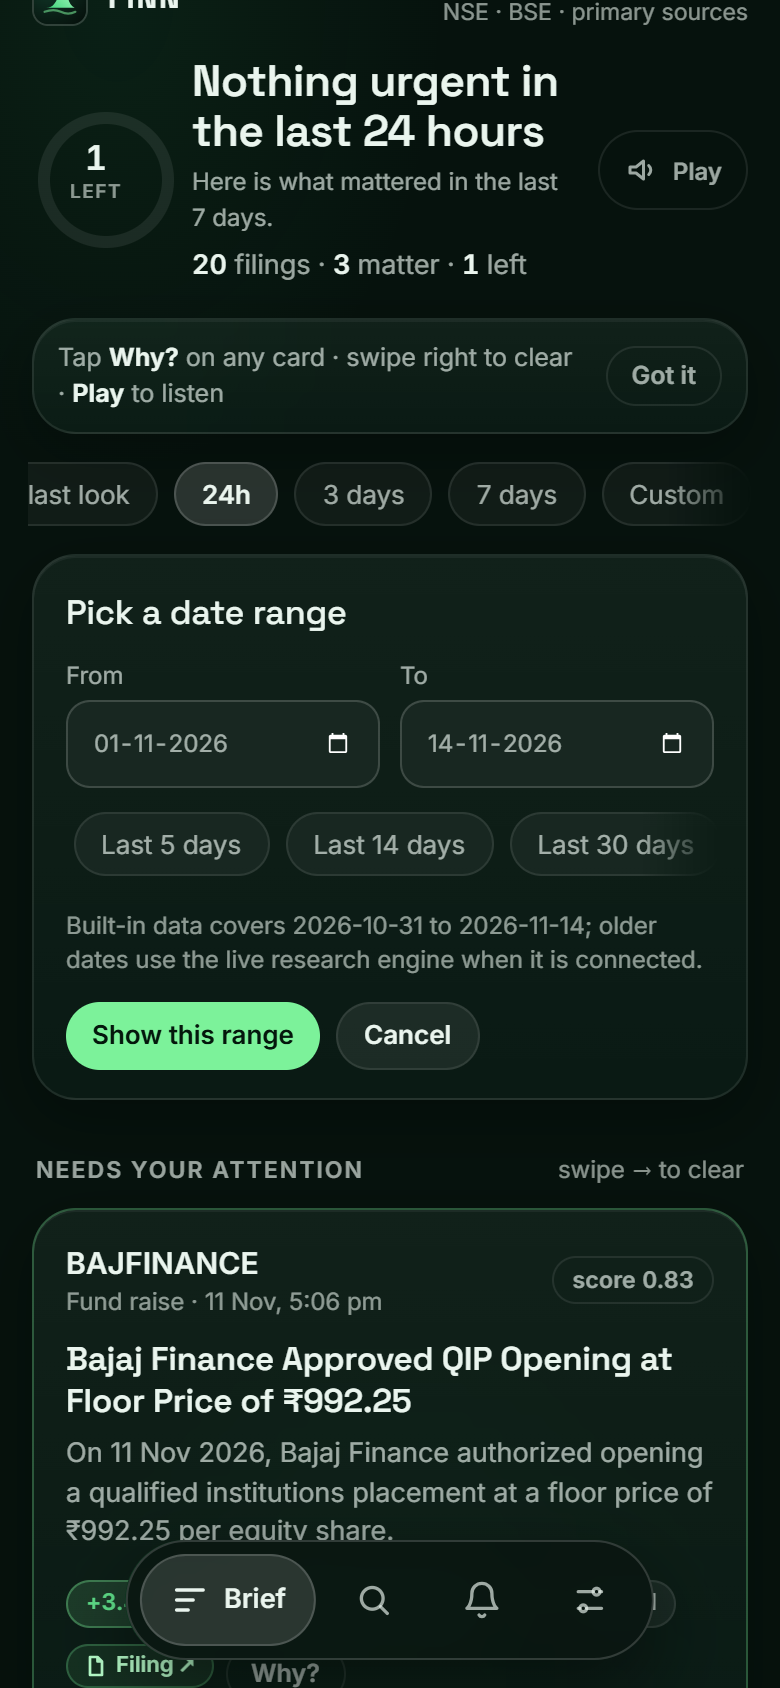 NSE · BSE · primary sources
Nothing urgent in
the last 24 hours
1
LEFT
Here is what mattered in the last
7 days.
20 filings · 3 matter · 1 left
Play
Tap Why? on any card · swipe right to clear
· Play to listen
Got it
last look
24h
3 days
7 days
Custom
Pick a date range
From
To
01-11-2026
14-11-2026
Last 5 days
Last 14 days
Last 30 days
Built-in data covers 2026-10-31 to 2026-11-14; older
dates use the live research engine when it is connected.
Show this range
Cancel
NEEDS YOUR ATTENTION
swipe → to clear
BAJFINANCE
Fund raise · 11 Nov, 5:06 pm
score 0.83
Bajaj Finance Approved QIP Opening at
Floor Price of ₹992.25
On 11 Nov 2026, Bajaj Finance authorized opening
a qualified institutions placement at a floor price of
₹992.25 per equity share.
+3.
Brief
Filing ↗
Why?